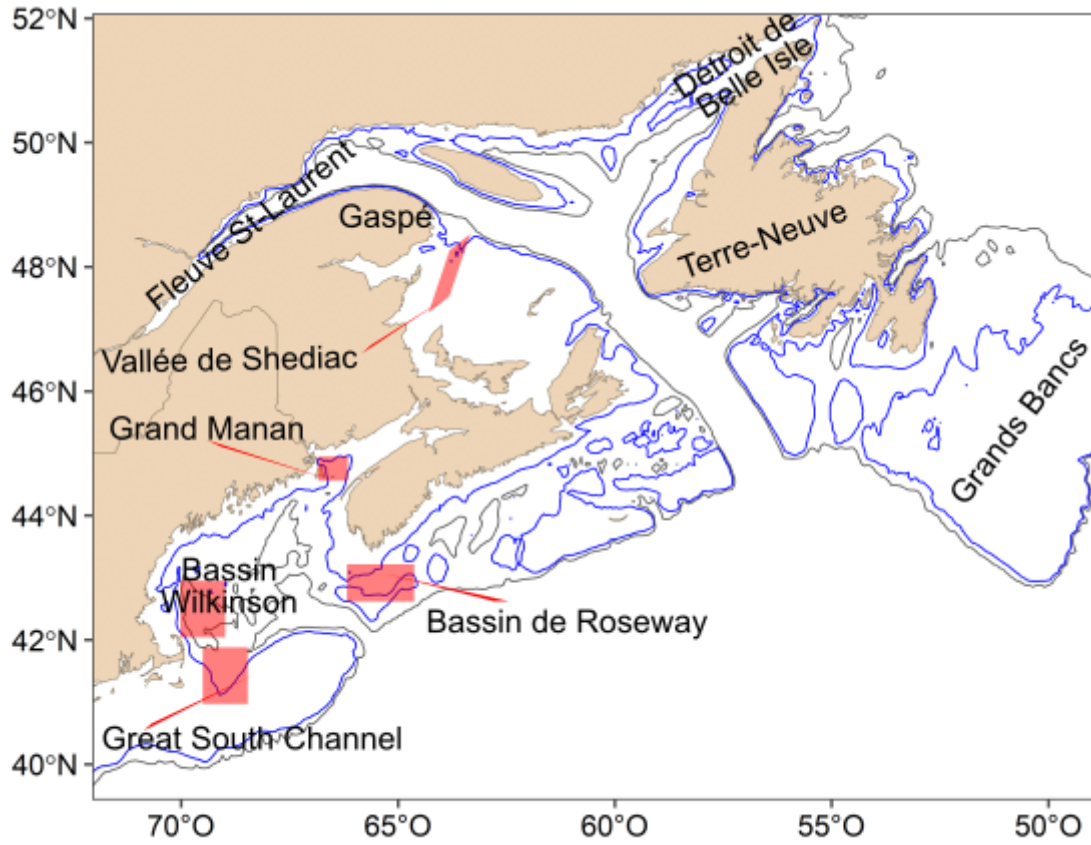 52°N
50°N
48°N
46°N
44°N
42°N
40°N
Détroit de
Belle Isle
Fleuve St-Laurent
Gaspé
Terre-Neuve
Vallée de Shediac
Grand Manan
Grands Bancs
Bassin
Wilkinson
Bassin de Roseway
Great South Channel
70°O
65°O
60°O
55°O
50°O